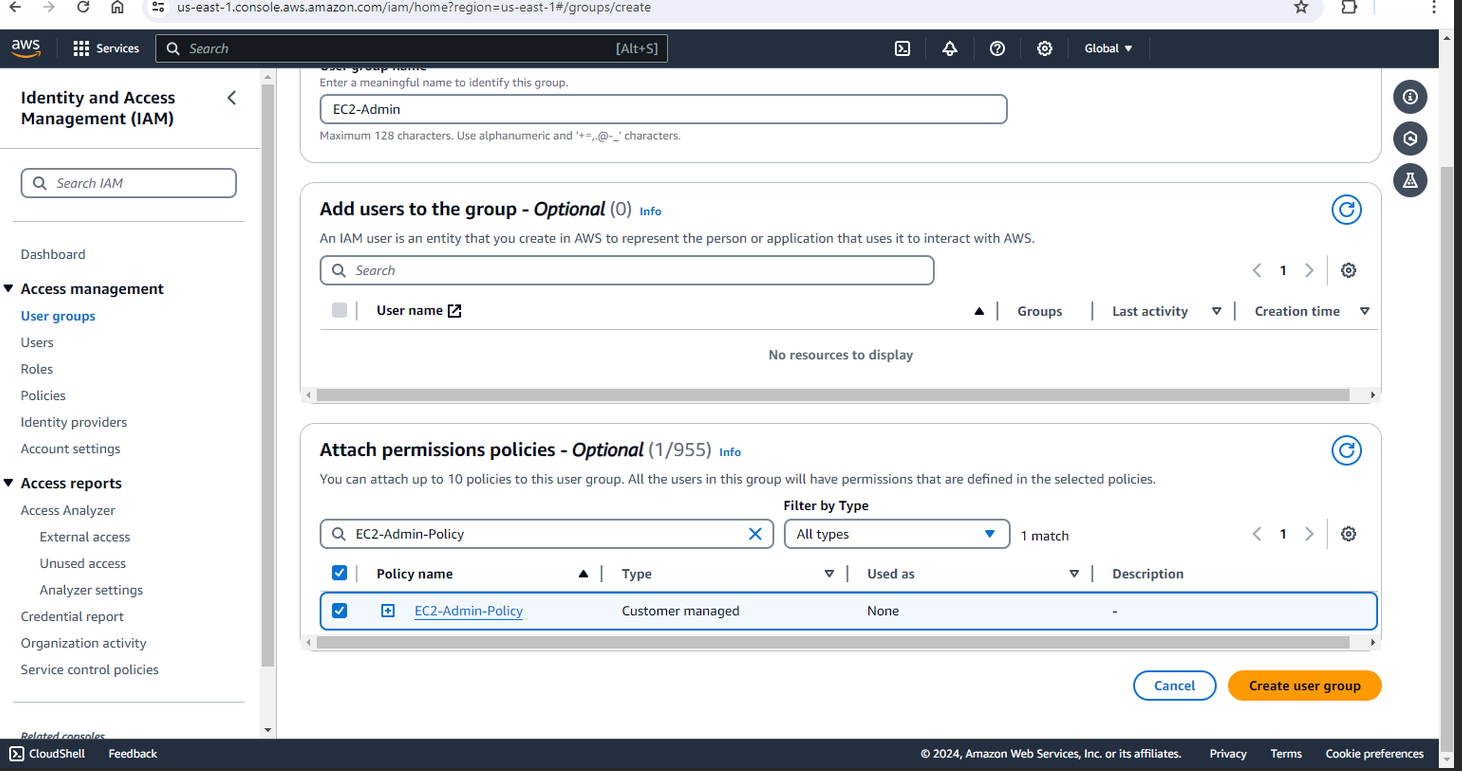 us-east-1.console.aws.amazon.com/iam/home?region=us-east-1#/groups/create
aws
Services
Search
[Alt+S]
Global
Identity and Access
Management (IAM)
Search IAM
Dashboard
Access management
User groups
Users
Roles
Policies
Identity providers
Account settings
Access reports
Access Analyzer
External access
Unused access
Analyzer settings
Credential report
Organization activity
Service control policies
Related consoles
User group name
Enter a meaningful name to identify this group.
EC2-Admin
Maximum 128 characters. Use alphanumeric and '+=,.@-_' characters.
Add users to the group - Optional (0) Info
An IAM user is an entity that you create in AWS to represent the person or application that uses it to interact with AWS.
Search
1
User name Groups Last activity Creation time
No resources to display
Attach permissions policies - Optional (1/955) Info
You can attach up to 10 policies to this user group. All the users in this group will have permissions that are defined in the selected policies.
Filter by Type
EC2-Admin-Policy All types 1 match 1
Policy name Type Used as Description
EC2-Admin-Policy Customer managed None -
Cancel Create user group
CloudShell Feedback © 2024, Amazon Web Services, Inc. or its affiliates. Privacy Terms Cookie preferences